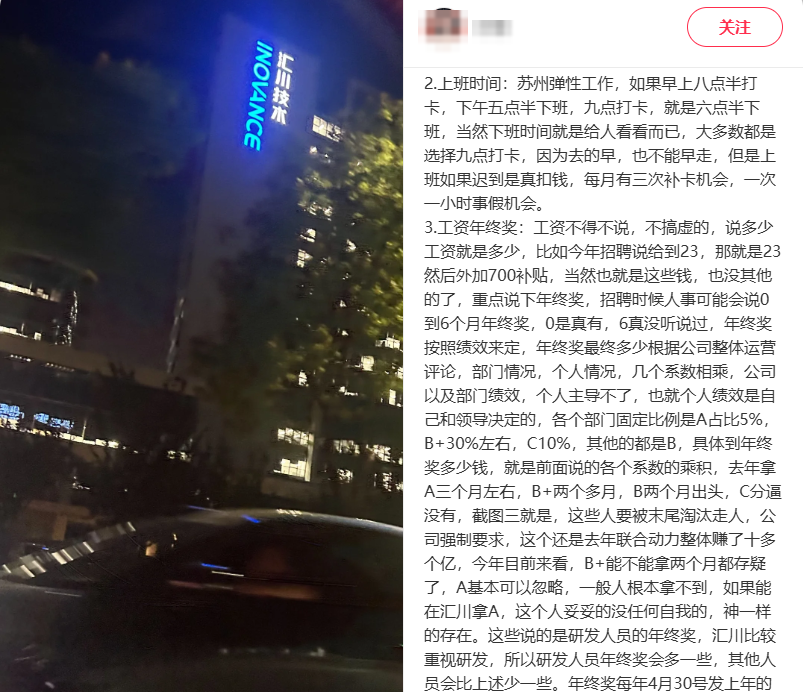 汇川技术
INOVANCE
关注
2.上班时间：苏州弹性工作，如果早上八点半打
卡，下午五点半下班，九点打卡，就是六点半下
班，当然下班时间就是给人看看而已，大多数都是
选择九点打卡，因为去的早，也不能早走，但是上
班如果迟到是真扣钱，每月有三次补卡机会，一次
一小时事假机会。
3.工资年终奖：工资不得不说，不搞虚的，说多少
工资就是多少，比如今年招聘说给到23，那就是23
然后外加700补贴，当然也就是这些钱，也没其他
的了，重点说下年终奖，招聘时候人事可能会说0
到6个月年终奖，0是真有，6真没听说过，年终奖
按照绩效来定，年终奖最终多少根据公司整体运营
评论，部门情况，个人情况，几个系数相乘，公司
以及部门绩效，个人主导不了，也就个人绩效是自
己和领导决定的，各个部门固定比例是A占比5%，
B+30%左右，C10%，其他的都是B，具体到年终
奖多少钱，就是前面说的各个系数的乘积，去年拿
A三个月左右，B+两个多月，B两个月出头，C分逼
没有，截图三就是，这些人要被末尾淘汰走人，公
司强制要求，这个还是去年联合动力整体赚了十多
个亿，今年目前来看，B+能不能拿两个月都存疑
了，A基本可以忽略，一般人根本拿不到，如果能
在汇川拿A，这个人妥妥的没任何自我的，神一样
的存在。这些说的是研发人员的年终奖，汇川比较
重视研发，所以研发人员年终奖会多一些，其他人
员会比上述少一些。年终奖每年4月30号发上年的